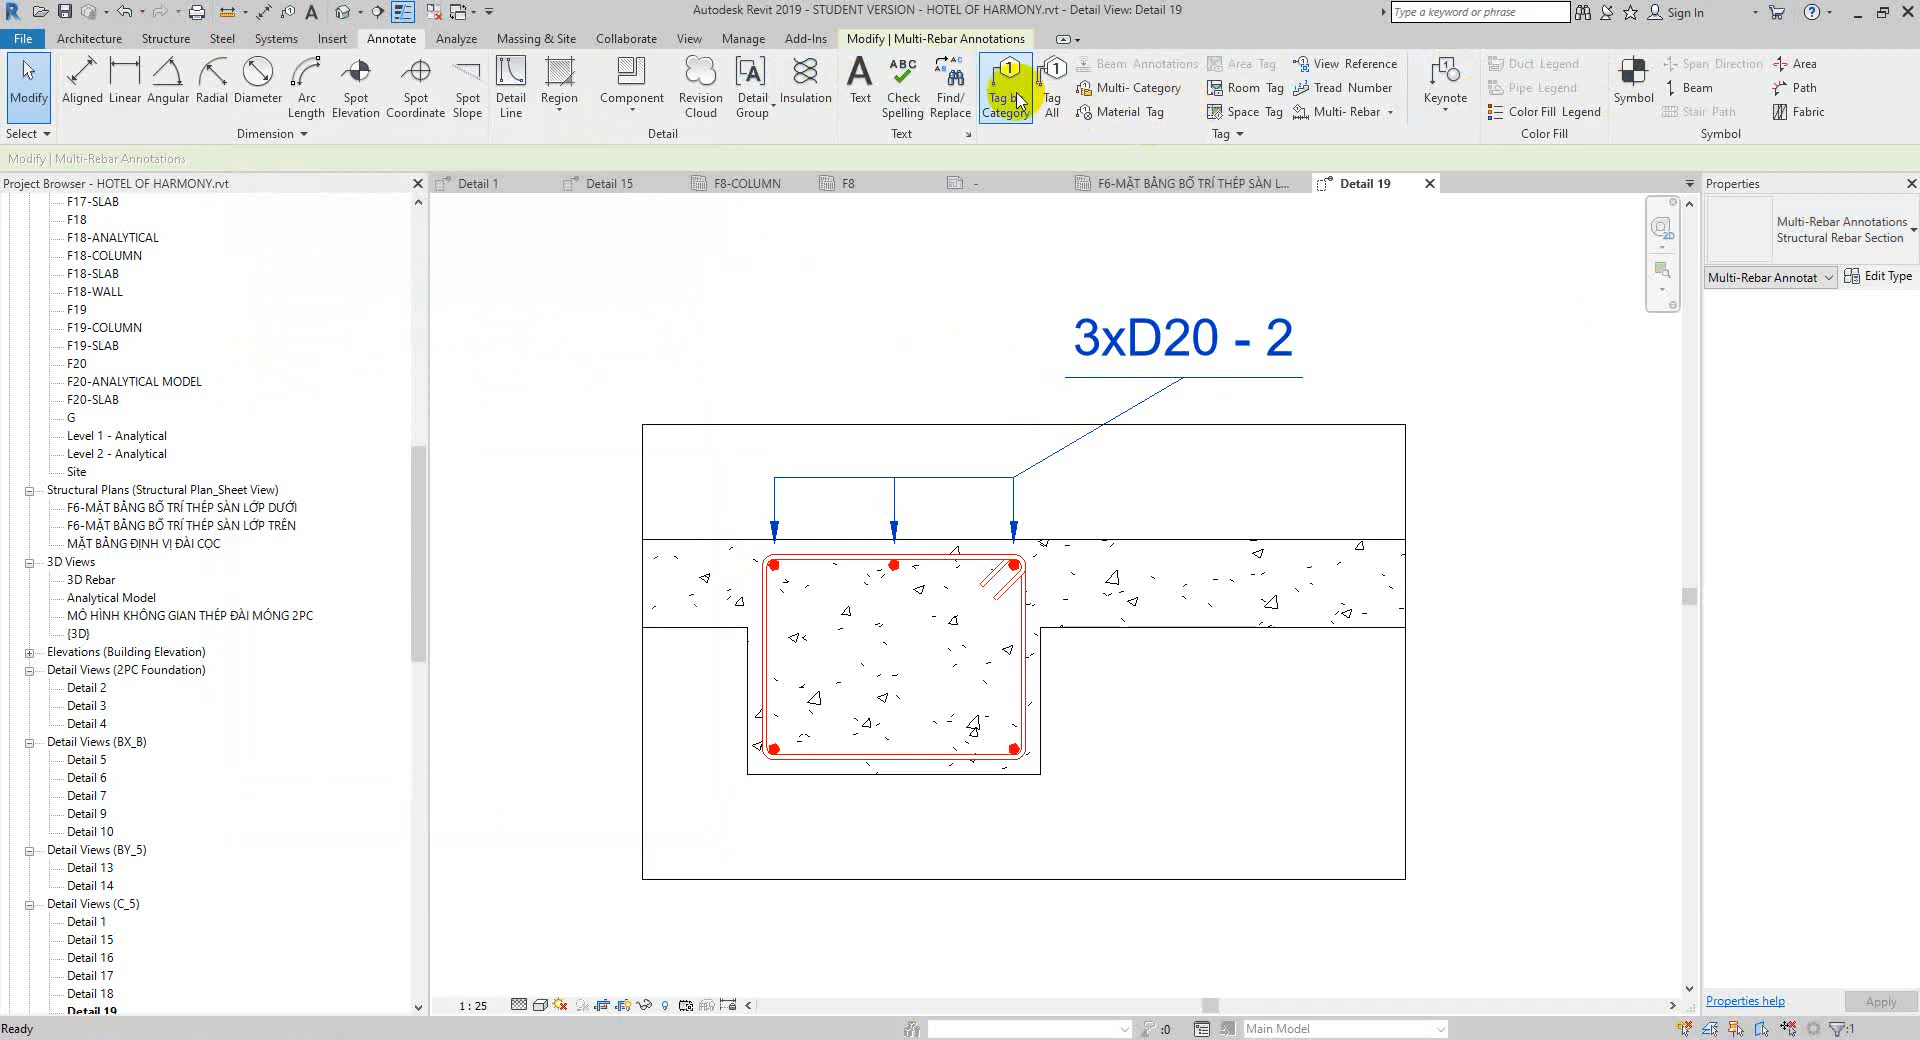 Autodesk Revit 2019 - STUDENT VERSION - HOTEL OF HARMONY.rvt - Detail View: Detail 19
Type a keyword or phrase
Sign In
File Architecture Structure Steel Systems Insert Annotate Analyze Massing & Site Collaborate View Manage Add-Ins Modify | Multi-Rebar Annotations
Modify Aligned Linear Angular Radial Diameter Arc Length Spot Elevation Spot Coordinate Spot Slope Detail Line Region Component Revision Cloud Detail Group Insulation Text Check Spelling Find/ Replace Tag by Category Tag All
Beam Annotations Area Tag View Reference
Multi- Category Room Tag Tread Number
Material Tag Space Tag Multi- Rebar
Keynote
Duct Legend
Pipe Legend
Color Fill Legend
Symbol
Span Direction Area
Beam Path
Stair Path Fabric
Select Dimension Detail Text Tag Color Fill Symbol
Modify | Multi-Rebar Annotations
Project Browser - HOTEL OF HARMONY.rvt
Detail 1 Detail 15 F8-COLUMN F8 - F6-MẶT BẰNG BỐ TRÍ THÉP SÀN L... Detail 19
Properties
F17-SLAB
F18
F18-ANALYTICAL
F18-COLUMN
F18-SLAB
F18-WALL
F19
F19-COLUMN
F19-SLAB
F20
F20-ANALYTICAL MODEL
F20-SLAB
G
Level 1 - Analytical
Level 2 - Analytical
Site
Structural Plans (Structural Plan_Sheet View)
F6-MẶT BẰNG BỐ TRÍ THÉP SÀN LỚP DƯỚI
F6-MẶT BẰNG BỐ TRÍ THÉP SÀN LỚP TRÊN
MẶT BẰNG ĐỊNH VỊ ĐÀI CỌC
3D Views
3D Rebar
Analytical Model
MÔ HÌNH KHÔNG GIAN THÉP ĐÀI MÓNG 2PC
{3D}
Elevations (Building Elevation)
Detail Views (2PC Foundation)
Detail 2
Detail 3
Detail 4
Detail Views (BX_B)
Detail 5
Detail 6
Detail 7
Detail 9
Detail 10
Detail Views (BY_5)
Detail 13
Detail 14
Detail Views (C_5)
Detail 1
Detail 15
Detail 16
Detail 17
Detail 18
Detail 19
3xD20 - 2
2D
Multi-Rebar Annotations
Structural Rebar Section
Multi-Rebar Annotat
Edit Type
1 : 25
Properties help
Apply
Ready
:0
Main Model
:1